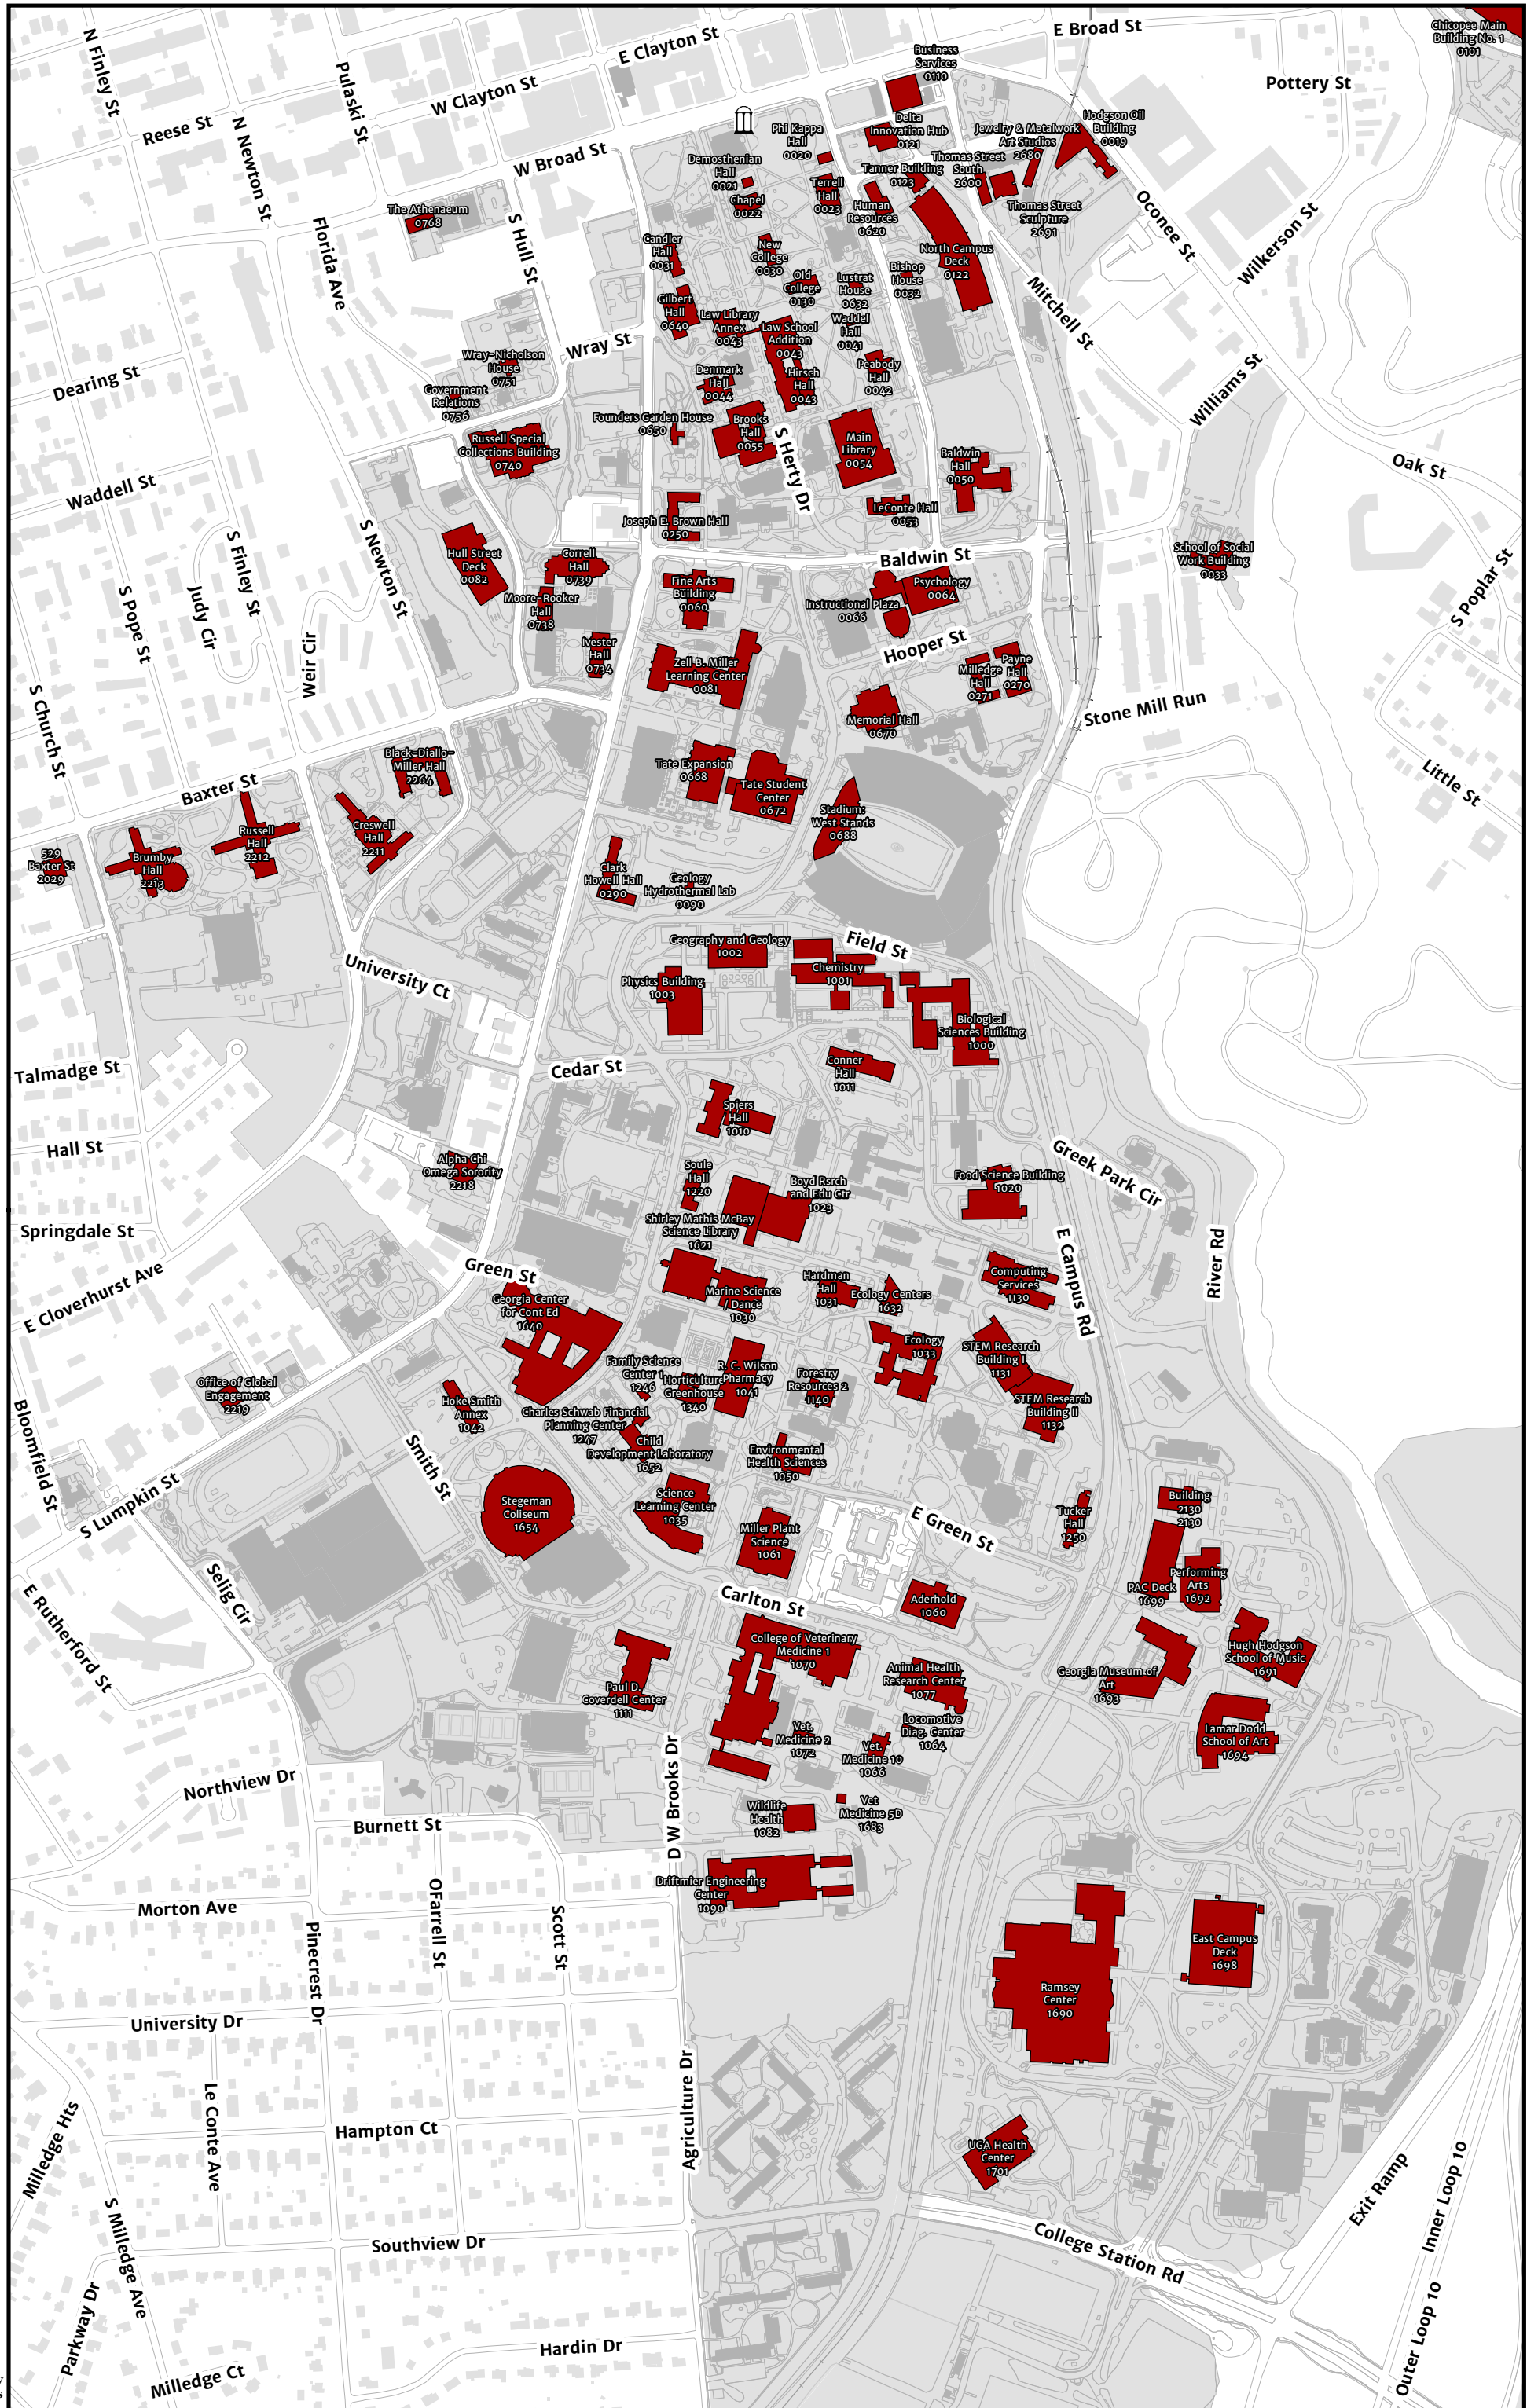 Chicopee Main
Building No. 1
0101
E Broad St
E Clayton St
N Finley St
Business
Services
0110
Pottery St
Pulaski St
W Clayton St
Reese St
N Newton St
Hodgson Oil
Building
0019
Delta
Innovation Hub
0121
Phi Kappa
Hall
0020
Jewelry & Metalwork
Art Studios
2680
W Broad St
Demosthenian
Hall
0021
Thomas Street
South
2600
Tanner Building
0123
Terrell
Hall
0023
Chapel
0022
Human
Resources
0620
Thomas Street
Sculpture
2691
The Athenaeum
0768
Oconee St
Wilkerson St
Florida Ave
S Hull St
Candler
Hall
0031
New
College
0030
North Campus
Deck
0122
Old
College
0130
Lustrat
House
0632
Bishop
House
0032
Mitchell St
Gilbert
Hall
0640
Law Library
Annex
0043
Law School
Addition
0043
Waddel
Hall
0041
Wray St
Wray-Nicholson
House
0751
Peabody
Hall
0042
Denmark
Hall
0044
Hirsch
Hall
0043
Dearing St
Government
Relations
0756
Williams St
Founders Garden House
0650
Brooks
Hall
0055
Russell Special
Collections Building
0740
S Herty Dr
Main
Library
0054
Baldwin
Hall
0050
Oak St
Waddell St
LeConte Hall
0053
Joseph E. Brown Hall
0250
S Newton St
S Finley St
Hull Street
Deck
0082
Correll
Hall
0739
Baldwin St
School of Social
Work Building
0033
Fine Arts
Building
0060
Psychology
0064
S Poplar St
Judy Cir
S Pope St
Moore-Rooker
Hall
0738
Instructional Plaza
0066
Weir Cir
Ivester
Hall
0734
Hooper St
Zell B. Miller
Learning Center
0081
Milledge
Hall
0271
Payne
Hall
0270
S Church St
Memorial Hall
0670
Stone Mill Run
Black-Diallo-
Miller Hall
2264
Tate Expansion
0668
Tate Student
Center
0672
Little St
Baxter St
Stadium:
West Stands
0688
Creswell
Hall
2211
Russell
Hall
2212
Brumby
Hall
2213
529
Baxter St
2029
Clark
Howell Hall
0290
Geology
Hydrothermal Lab
0090
Geography and Geology
1002
Field St
University Ct
Physics Building
1003
Chemistry
1001
Biological
Sciences Building
1000
Talmadge St
Cedar St
Conner
Hall
1011
Spiers
Hall
1010
Hall St
Alpha Chi
Omega Sorority
2218
Soule
Hall
1220
Food Science Building
1020
Greek Park Cir
Boyd Rsrch
and Edu Ctr
1023
Shirley Mathis McBay
Science Library
1621
Springdale St
E Campus Rd
River Rd
Green St
E Cloverhurst Ave
Georgia Center
for Cont Ed
1640
Marine Science
/ Dance
1030
Hardman
Hall
1031
Ecology Centers
1632
Computing
Services
1130
Ecology
1033
STEM Research
Building I
1131
Family Science
Center 1
1246
R. C. Wilson
Pharmacy
1041
Horticulture
Greenhouse
1340
Forestry
Resources 2
1140
Office of Global
Engagement
2219
Hoke Smith
Annex
1042
STEM Research
Building II
1132
Charles Schwab Financial
Planning Center
1247
Child
Development Laboratory
1652
Environmental
Health Sciences
1050
Bloomfield St
Smith St
S Lumpkin St
Stegeman
Coliseum
1654
Science
Learning Center
1035
Miller Plant
Science
1061
E Green St
Tucker
Hall
1250
Building
2130
2130
Selig Cir
E Rutherford St
PAC Deck
1699
Performing
Arts
1692
Carlton St
Aderhold
1060
College of Veterinary
Medicine 1
1070
Hugh Hodgson
School of Music
1691
Georgia Museum of
Art
1693
Animal Health
Research Center
1077
Paul D.
Coverdell Center
1111
Locomotive
Diag. Center
1064
Lamar Dodd
School of Art
1694
Vet.
Medicine 2
1072
Vet.
Medicine 10
1066
Northview Dr
D W Brooks Dr
Wildlife
Health
1082
Vet
Medicine 5D
1683
Burnett St
Driftmier Engineering
Center
1090
Morton Ave
OFarrell St
Scott St
Pinecrest Dr
East Campus
Deck
1698
Ramsey
Center
1690
University Dr
Le Conte Ave
Agriculture Dr
Milledge Hts
Hampton Ct
UGA Health
Center
1701
Exit Ramp
Inner Loop 10
S Milledge Ave
Southview Dr
College Station Rd
Outer Loop 10
Parkway Dr
Hardin Dr
Milledge Ct